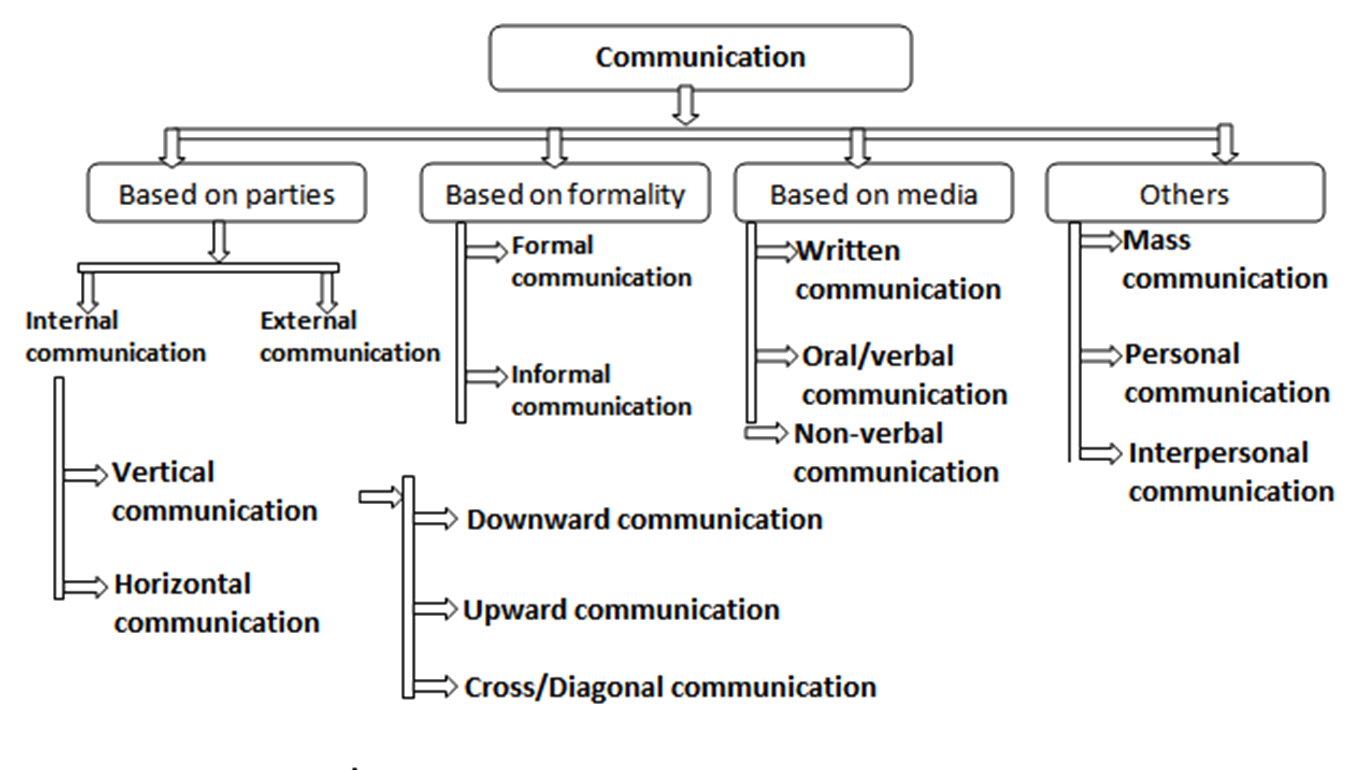 Communication
Based on parties
Based on formality
Based on media
Others
Internal
communication
External
communication
Vertical
communication
Horizontal
communication
Downward communication
Upward communication
Cross/Diagonal communication
Formal
communication
Informal
communication
Written
communication
Oral/verbal
communication
Non-verbal
communication
Mass
communication
Personal
communication
Interpersonal
communication